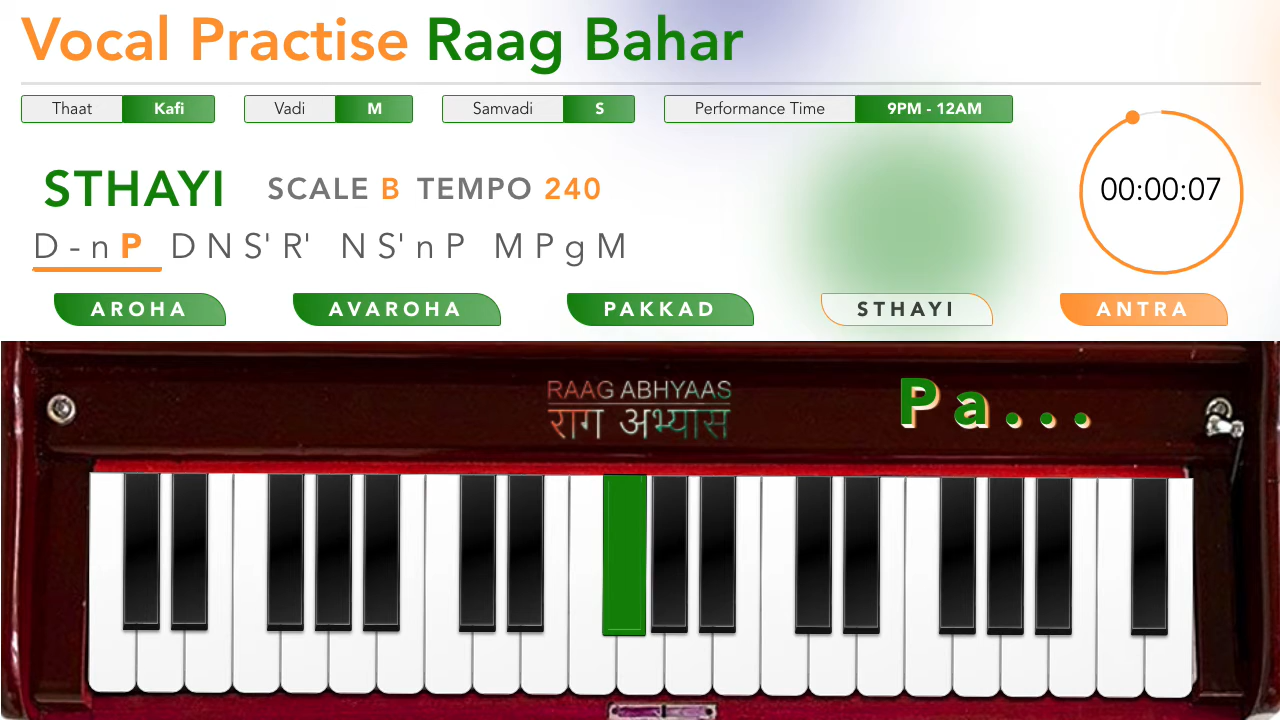 Vocal Practise Raag Bahar
Thaat Kafi Vadi M Samvadi S Performance Time 9PM - 12AM
00:00:07
STHAYI SCALE B TEMPO 240
D - n P D N S' R' N S' n P M P g M
AROHA AVAROHA PAKKAD STHAYI ANTRA
RAAG ABHYAAS
राग अभ्यास
Pa...